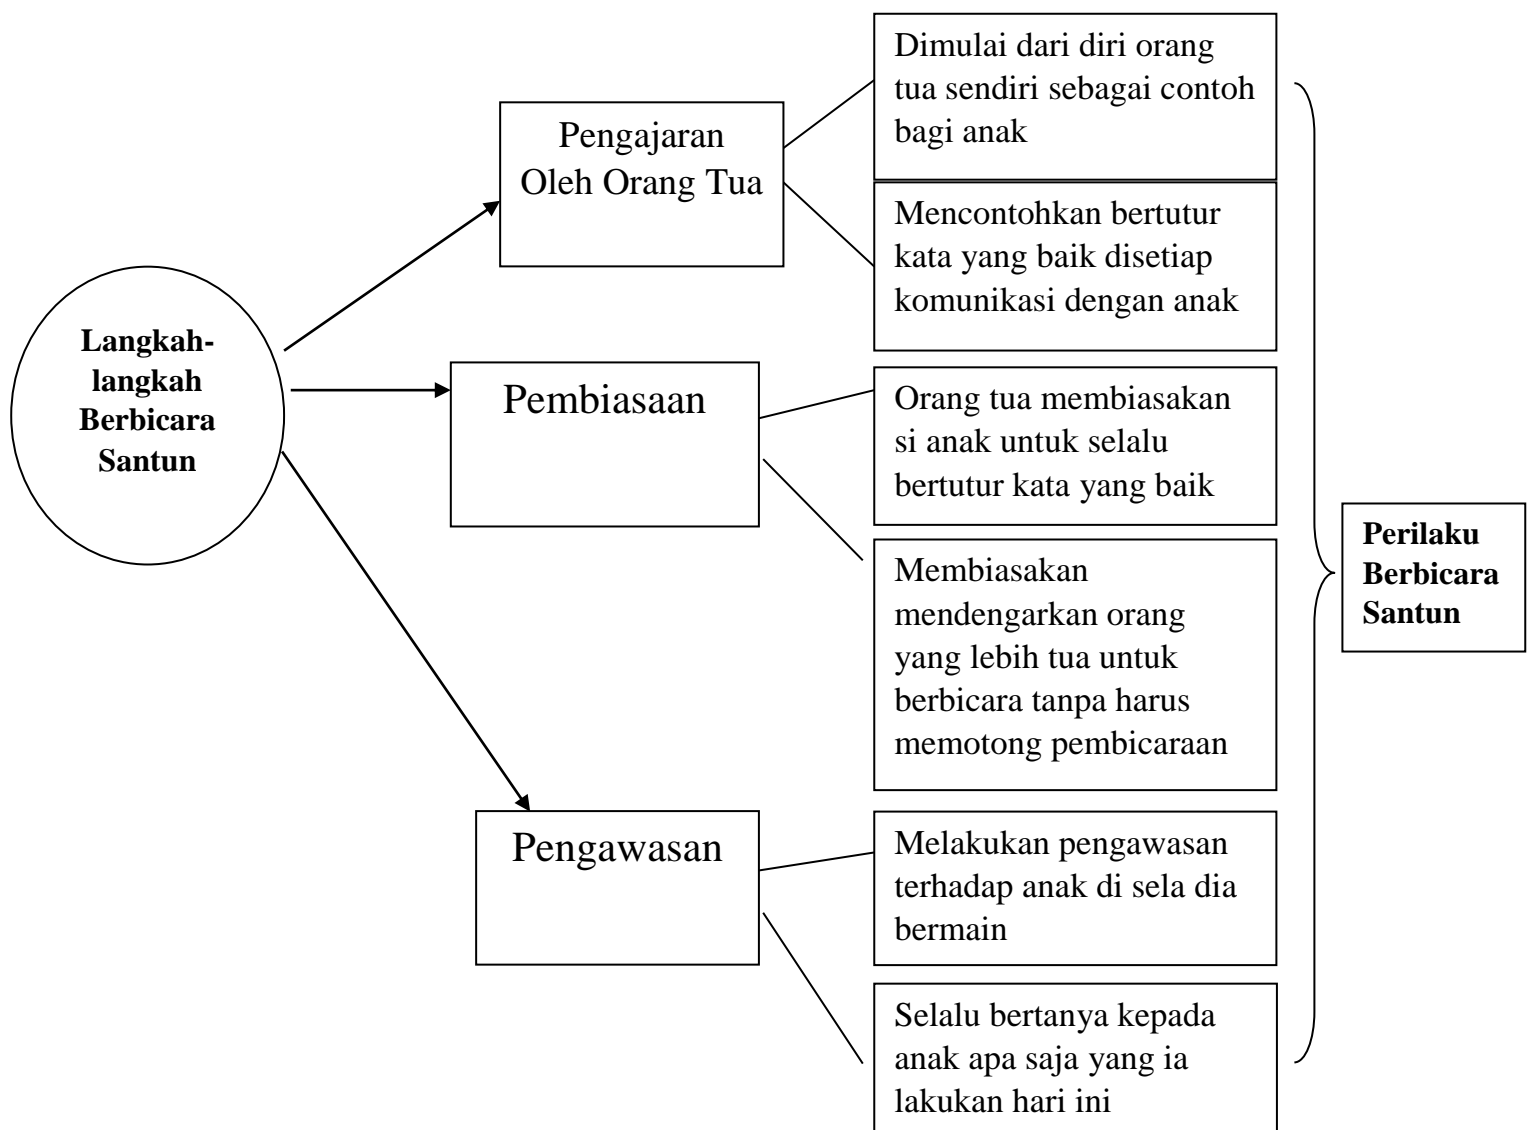 Langkah-
langkah
Berbicara
Santun
Pengajaran
Oleh Orang Tua
Dimulai dari diri orang
tua sendiri sebagai contoh
bagi anak
Mencontohkan bertutur
kata yang baik disetiap
komunikasi dengan anak
Pembiasaan
Orang tua membiasakan
si anak untuk selalu
bertutur kata yang baik
Membiasakan
mendengarkan orang
yang lebih tua untuk
berbicara tanpa harus
memotong pembicaraan
Pengawasan
Melakukan pengawasan
terhadap anak di sela dia
bermain
Selalu bertanya kepada
anak apa saja yang ia
lakukan hari ini
Perilaku
Berbicara
Santun